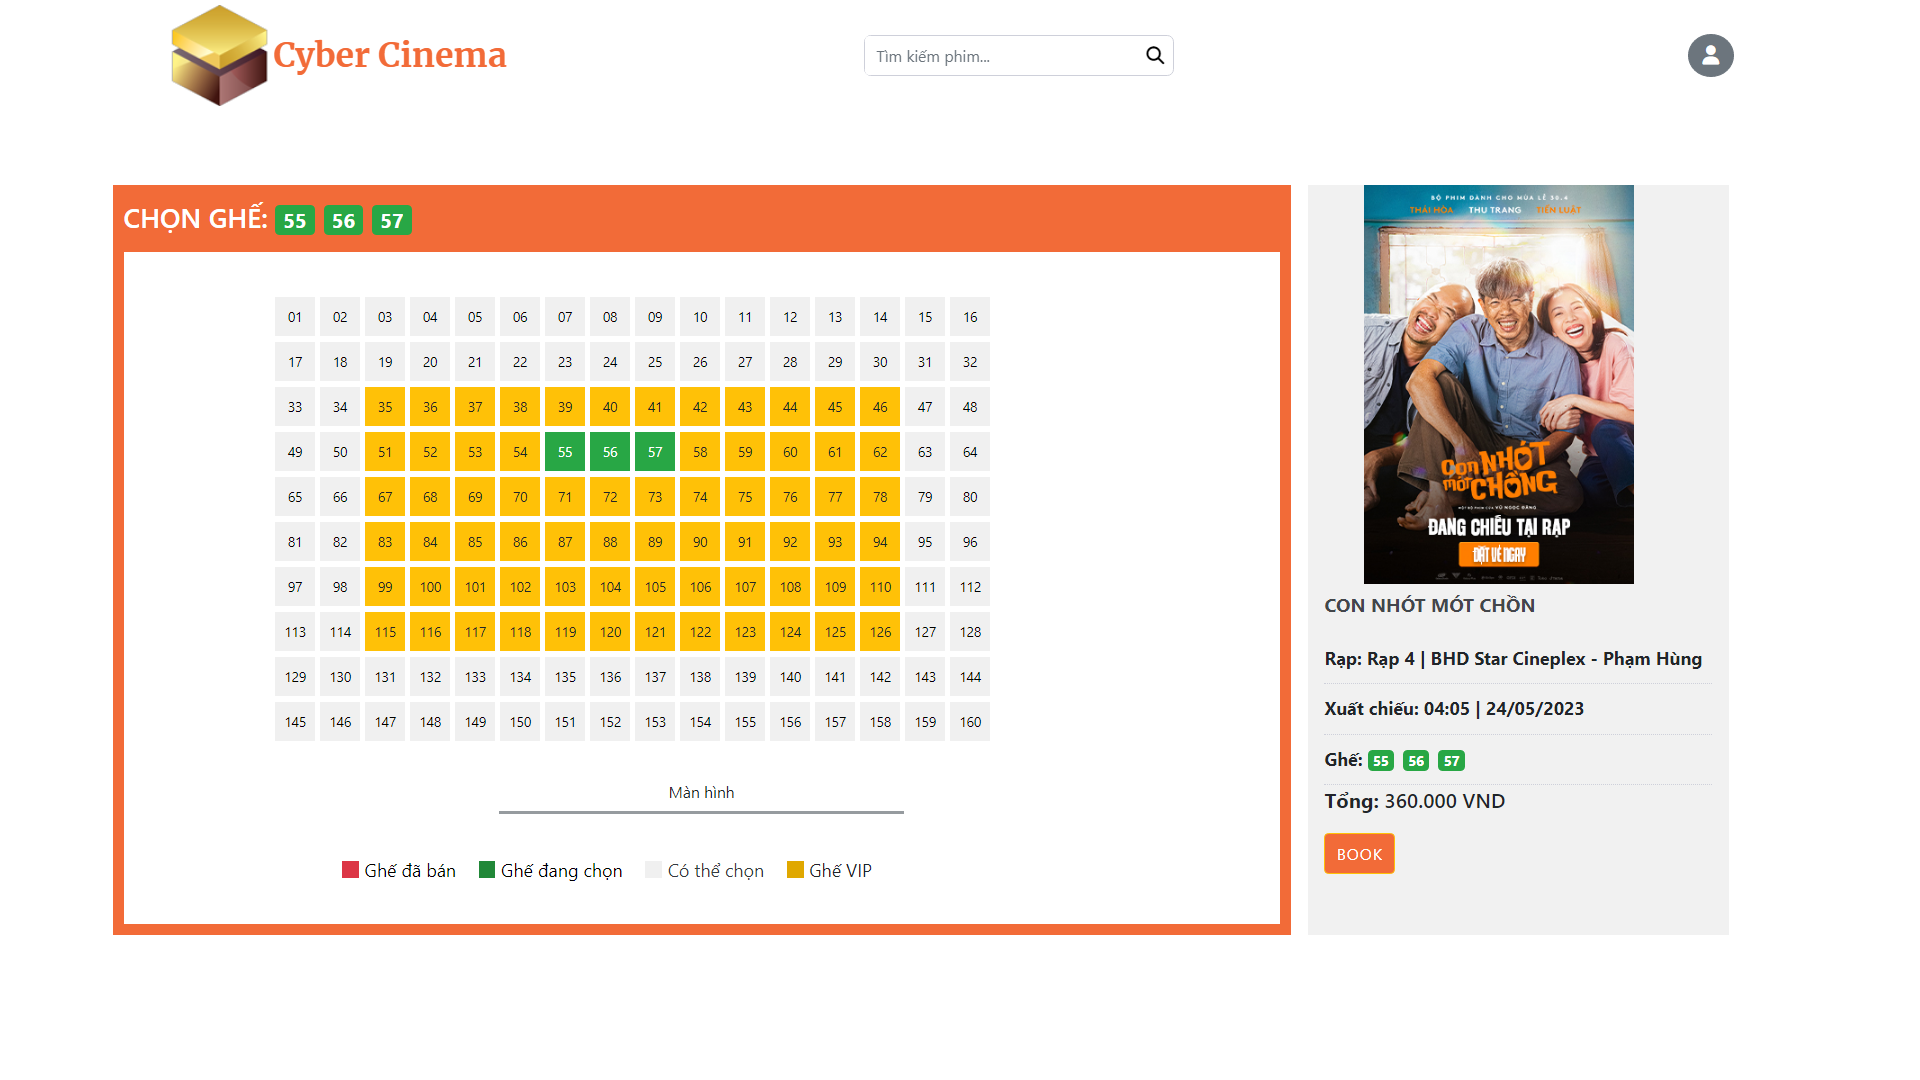 Cyber Cinema
Tìm kiếm phim...
CHỌN GHẾ: 55 56 57
01 02 03 04 05 06 07 08 09 10 11 12 13 14 15 16
17 18 19 20 21 22 23 24 25 26 27 28 29 30 31 32
33 34 35 36 37 38 39 40 41 42 43 44 45 46 47 48
49 50 51 52 53 54 55 56 57 58 59 60 61 62 63 64
65 66 67 68 69 70 71 72 73 74 75 76 77 78 79 80
81 82 83 84 85 86 87 88 89 90 91 92 93 94 95 96
97 98 99 100 101 102 103 104 105 106 107 108 109 110 111 112
113 114 115 116 117 118 119 120 121 122 123 124 125 126 127 128
129 130 131 132 133 134 135 136 137 138 139 140 141 142 143 144
145 146 147 148 149 150 151 152 153 154 155 156 157 158 159 160
Màn hình
Ghế đã bán Ghế đang chọn Có thể chọn Ghế VIP
BỘ PHIM DÀNH CHO MÙA LỄ 30.4
THÁI HÒA THU TRANG TIẾN LUẬT
CON NHÓT
MÓT CHỒNG
MỘT BỘ PHIM CỦA VŨ NGỌC ĐÃNG
ĐANG CHIẾU TẠI RẠP
ĐẶT VÉ NGAY
CON NHÓT MÓT CHỒN
Rạp: Rạp 4 | BHD Star Cineplex - Phạm Hùng
Xuất chiếu: 04:05 | 24/05/2023
Ghế: 55 56 57
Tổng: 360.000 VND
BOOK